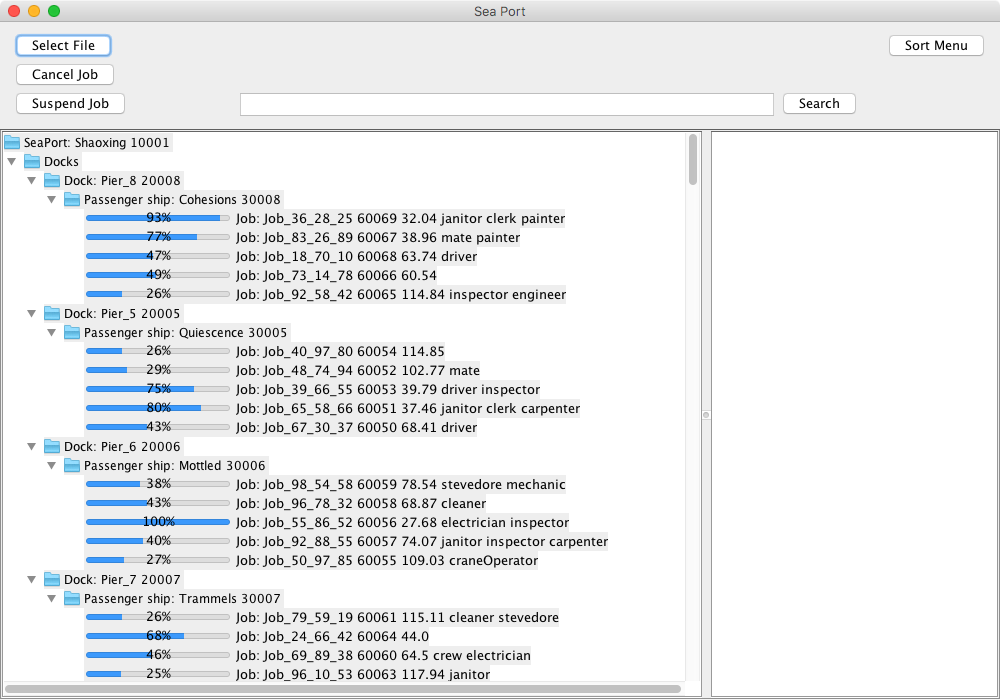 Sea Port
Select File
Sort Menu
Cancel Job
Suspend Job
Search
SeaPort: Shaoxing 10001
Docks
Dock: Pier_8 20008
Passenger ship: Cohesions 30008
93% Job: Job_36_28_25 60069 32.04 janitor clerk painter
77% Job: Job_83_26_89 60067 38.96 mate painter
47% Job: Job_18_70_10 60068 63.74 driver
49% Job: Job_73_14_78 60066 60.54
26% Job: Job_92_58_42 60065 114.84 inspector engineer
Dock: Pier_5 20005
Passenger ship: Quiescence 30005
26% Job: Job_40_97_80 60054 114.85
29% Job: Job_48_74_94 60052 102.77 mate
75% Job: Job_39_66_55 60053 39.79 driver inspector
80% Job: Job_65_58_66 60051 37.46 janitor clerk carpenter
43% Job: Job_67_30_37 60050 68.41 driver
Dock: Pier_6 20006
Passenger ship: Mottled 30006
38% Job: Job_98_54_58 60059 78.54 stevedore mechanic
43% Job: Job_96_78_32 60058 68.87 cleaner
100% Job: Job_55_86_52 60056 27.68 electrician inspector
40% Job: Job_92_88_55 60057 74.07 janitor inspector carpenter
27% Job: Job_50_97_85 60055 109.03 craneOperator
Dock: Pier_7 20007
Passenger ship: Trammels 30007
26% Job: Job_79_59_19 60061 115.11 cleaner stevedore
68% Job: Job_24_66_42 60064 44.0
46% Job: Job_69_89_38 60060 64.5 crew electrician
25% Job: Job_96_10_53 60063 117.94 janitor